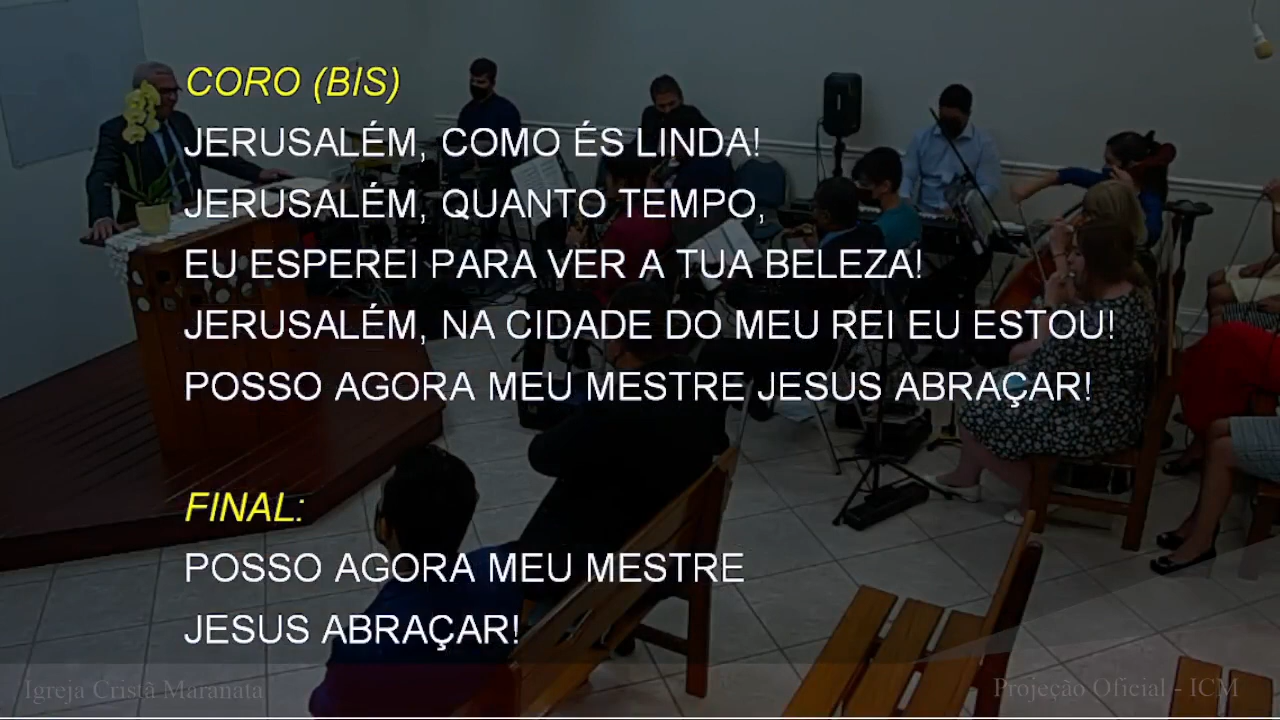 CORO (BIS)
JERUSALÉM, COMO ÉS LINDA!
JERUSALÉM, QUANTO TEMPO,
EU ESPEREI PARA VER A TUA BELEZA!
JERUSALÉM, NA CIDADE DO MEU REI EU ESTOU!
POSSO AGORA MEU MESTRE JESUS ABRAÇAR!
FINAL:
POSSO AGORA MEU MESTRE
JESUS ABRAÇAR!
Igreja Cristã Maranata
Projeção Oficial - ICM